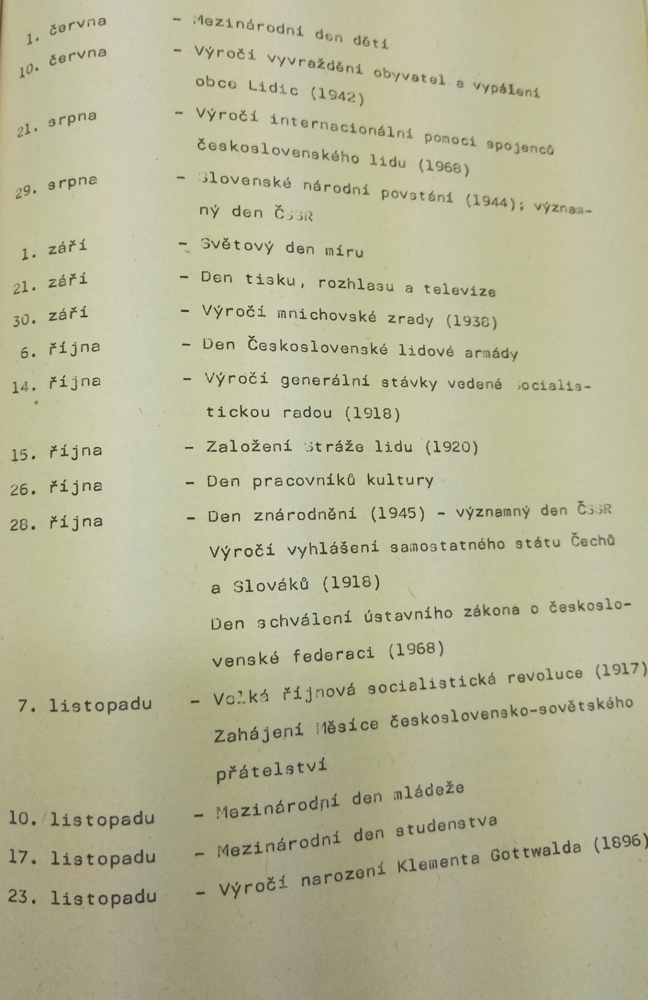 1. června – Mezinárodní den dětí
10. června – Výročí vyvraždění obyvatel a vypálení
obce Lidic (1942)
21. srpna – Výročí internacionální pomoci spojenců
československého lidu (1968)
29. srpna – Slovenské národní povstání (1944); význam-
ný den ČSSR
1. září – Světový den míru
21. září – Den tisku, rozhlasu a televize
30. září – Výročí mnichovské zrady (1938)
6. října – Den Československé lidové armády
14. října – Výročí generální stávky vedené socialis-
tickou radou (1918)
15. října – Založení Stráže lidu (1920)
26. října – Den pracovníků kultury
28. října – Den znárodnění (1945) – významný den ČSSR
Výročí vyhlášení samostatného státu Čechů
a Slováků (1918)
Den schválení ústavního zákona o českoslo-
venské federaci (1968)
7. listopadu – Velká říjnová socialistická revoluce (1917)
Zahájení Měsíce československo-sovětského
přátelství
10. listopadu – Mezinárodní den mládeže
17. listopadu – Mezinárodní den studenstva
23. listopadu – Výročí narození Klementa Gottwalda (1896)